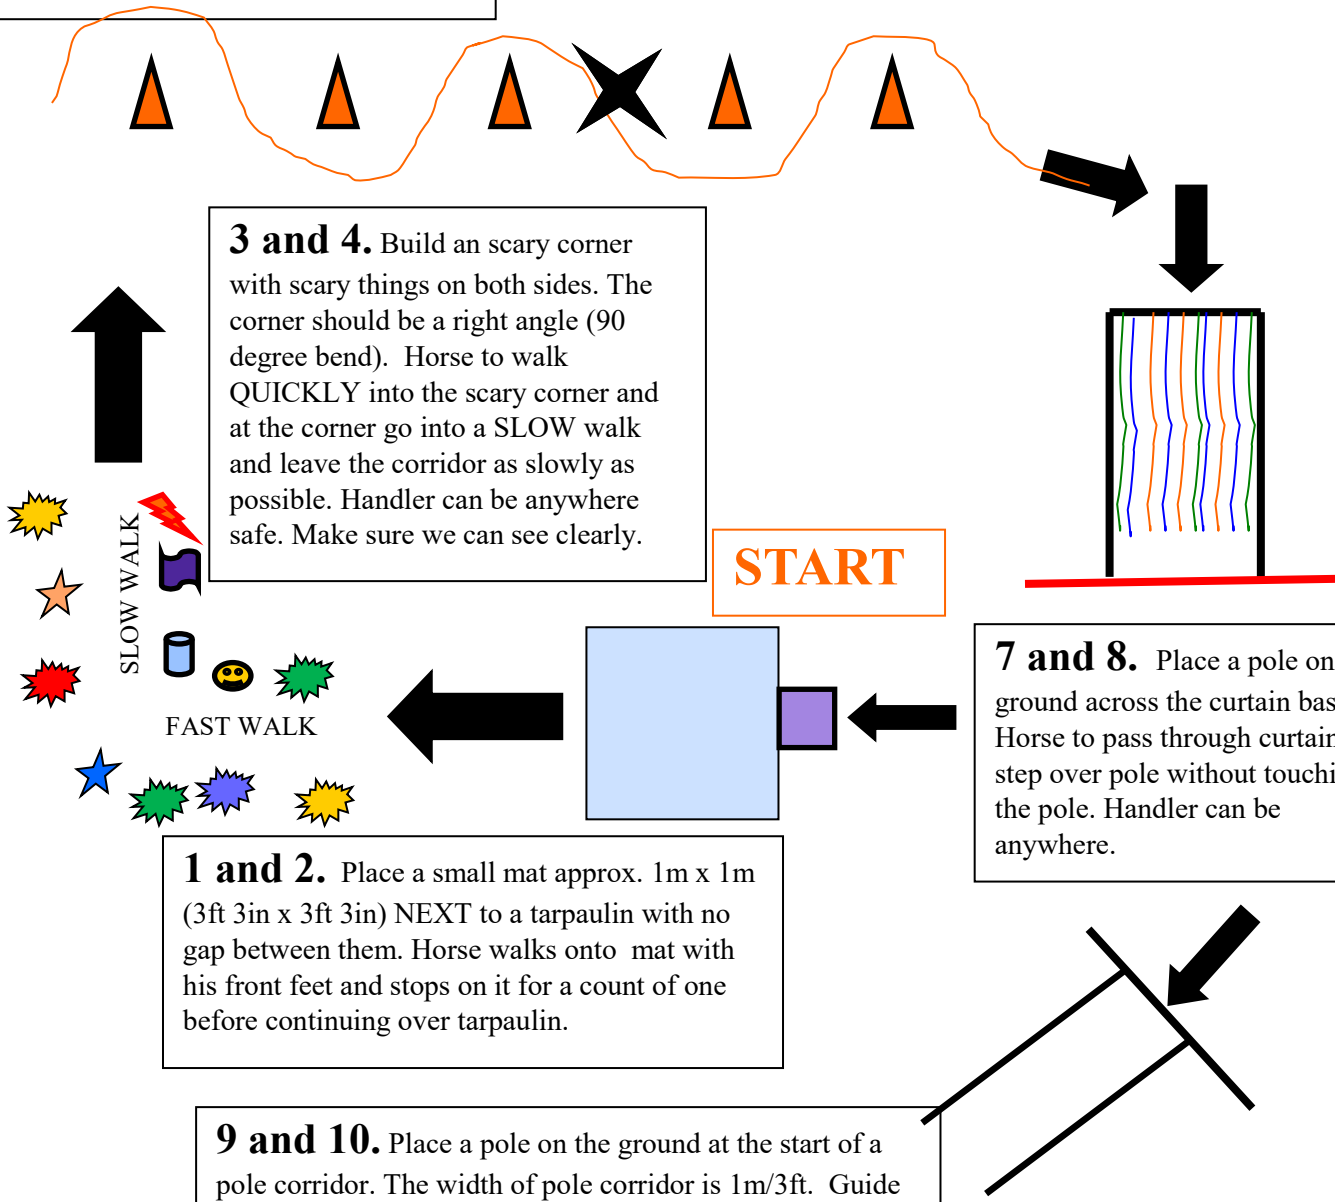 3 and 4. Build an scary corner
with scary things on both sides. The
corner should be a right angle (90
degree bend).  Horse to walk
QUICKLY into the scary corner and
at the corner go into a SLOW walk
and leave the corridor as slowly as
possible. Handler can be anywhere
safe. Make sure we can see clearly.
SLOW WALK
START
FAST WALK
7 and 8.  Place a pole on
ground across the curtain bas
Horse to pass through curtain
step over pole without touchi
the pole. Handler can be
anywhere.
1 and 2.  Place a small mat approx. 1m x 1m
(3ft 3in x 3ft 3in) NEXT to a tarpaulin with no
gap between them. Horse walks onto  mat with
his front feet and stops on it for a count of one
before continuing over tarpaulin.
9 and 10. Place a pole on the ground at the start of a
pole corridor. The width of pole corridor is 1m/3ft.  Guide